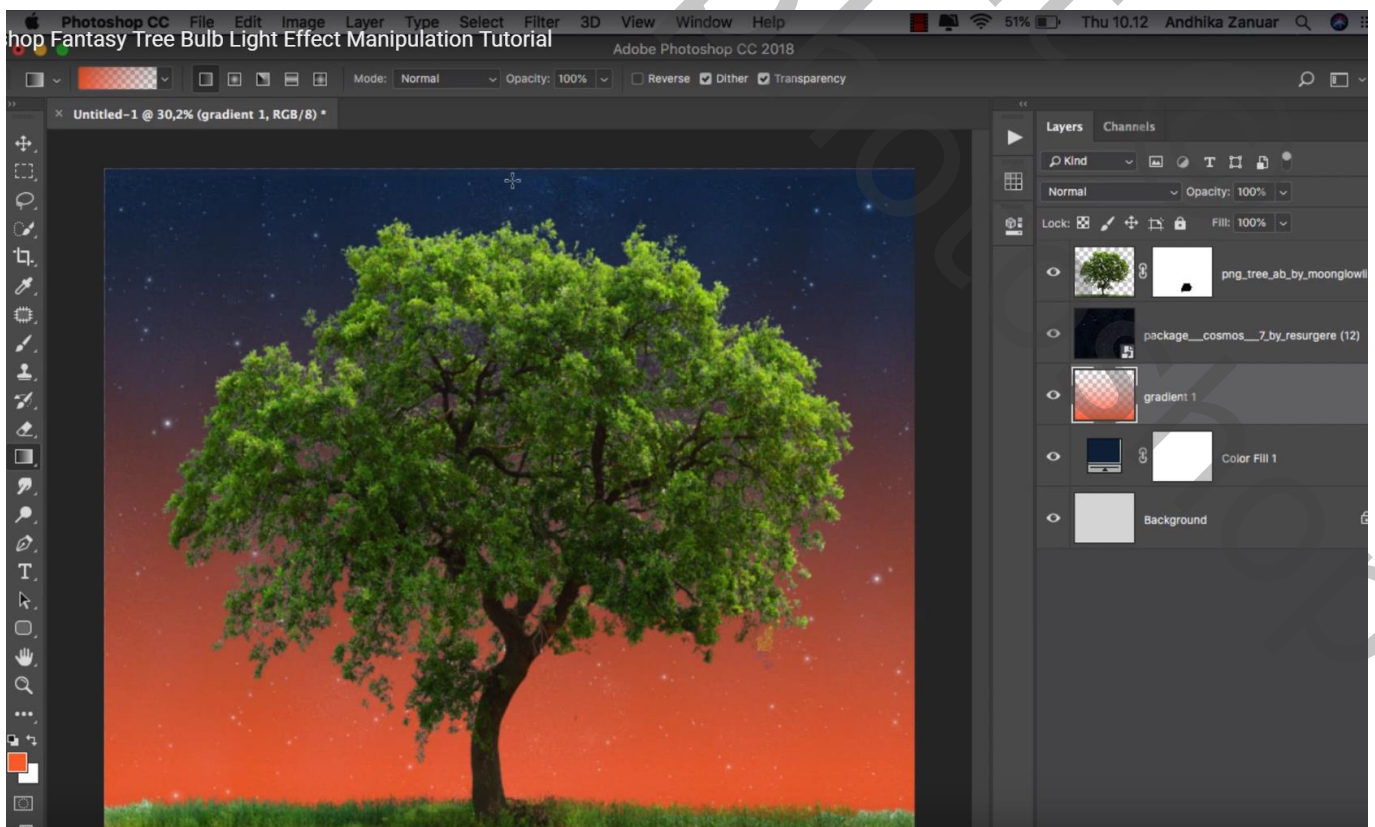 Photoshop CC File Edit Image Layer Type Select Filter 3D View Window Help 51% Thu 10.12 Andhika Zanuar
hop Fantasy Tree Bulb Light Effect Manipulation Tutorial
Adobe Photoshop CC 2018
Mode: Normal Opacity: 100% Reverse Dither Transparency
× Untitled-1 @ 30,2% (gradient 1, RGB/8) *
Layers Channels
Kind
Normal Opacity: 100%
Lock: Fill: 100%
png_tree_ab_by_moonglowli
package__cosmos__7_by_resurgere (12)
gradient 1
Color Fill 1
Background